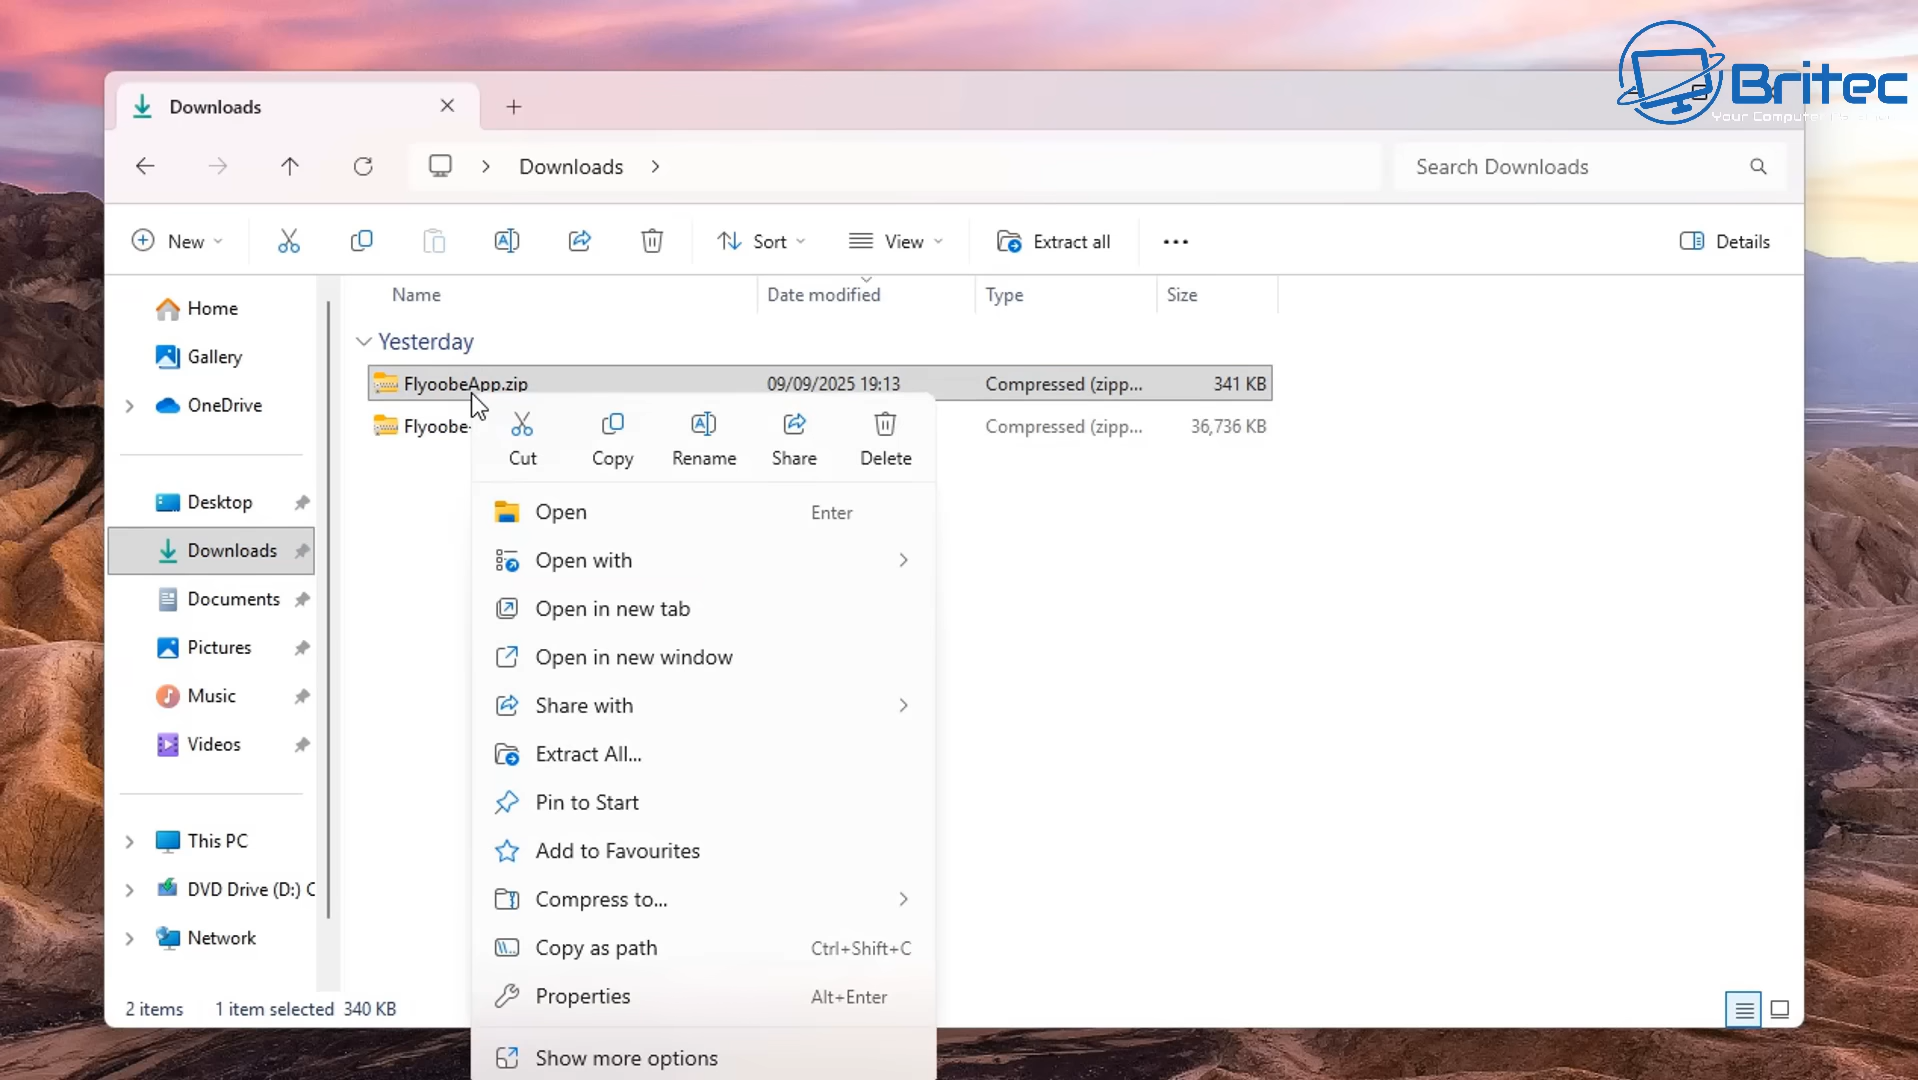 Britec
Your Computer
Downloads
Downloads
Search Downloads
New
Sort
View
Extract all
Details
Name
Date modified
Type
Size
Home
Gallery
OneDrive
Desktop
Downloads
Documents
Pictures
Music
Videos
This PC
DVD Drive (D:) C
Network
Yesterday
FlyoobeApp.zip 09/09/2025 19:13 Compressed (zipp... 341 KB
Flyoobe- Compressed (zipp... 36,736 KB
Cut
Copy
Rename
Share
Delete
Open Enter
Open with
Open in new tab
Open in new window
Share with
Extract All...
Pin to Start
Add to Favourites
Compress to...
Copy as path Ctrl+Shift+C
Properties Alt+Enter
Show more options
2 items 1 item selected 340 KB